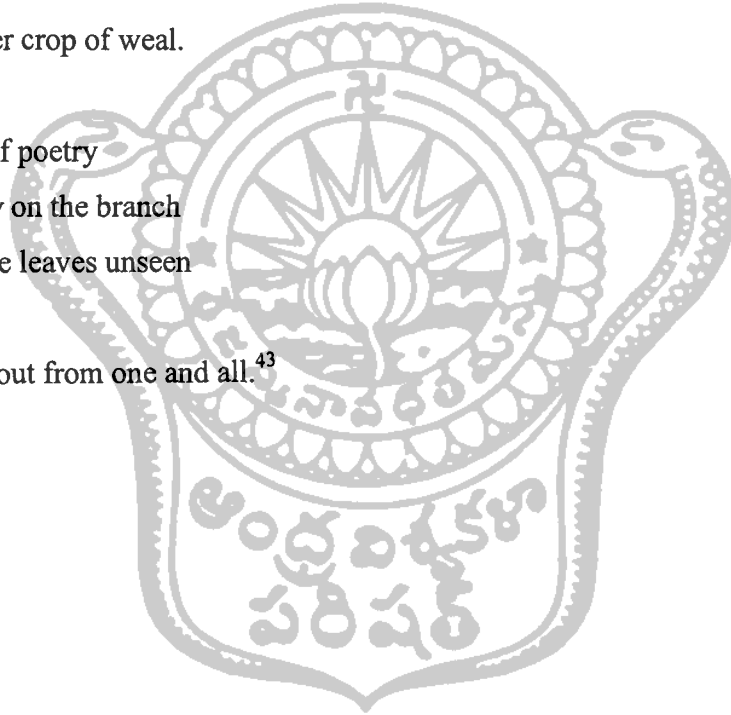 er crop of weal.
f poetry
y on the branch
e leaves unseen
out from one and all.43
ఆంధ్ర విశ్వకళా
పరిషత్